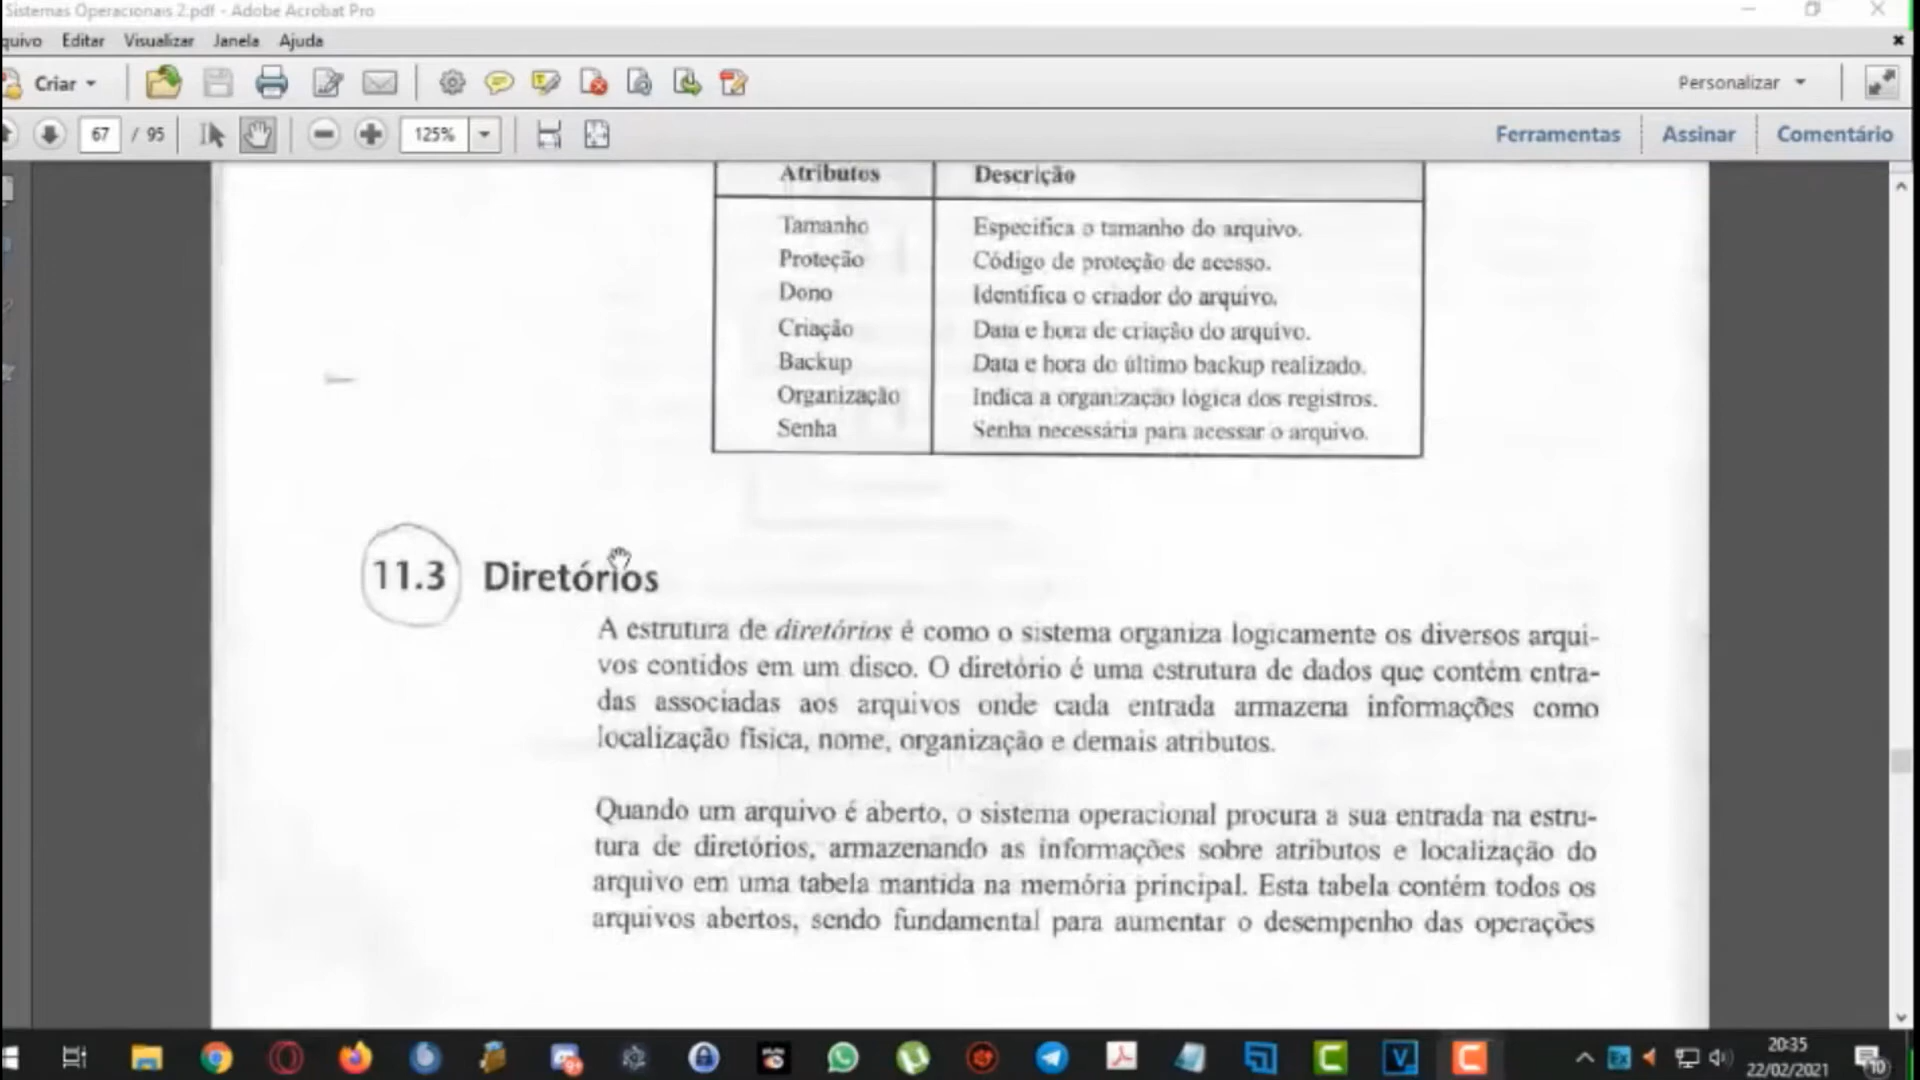 Sistemas Operacionais 2.pdf - Adobe Acrobat Pro
quivo Editar Visualizar Janela Ajuda
Criar Personalizar
67 / 95 125% Ferramentas Assinar Comentário
Atributos Descrição
Tamanho Especifica o tamanho do arquivo.
Proteção Código de proteção de acesso.
Dono Identifica o criador do arquivo.
Criação Data e hora de criação do arquivo.
Backup Data e hora do último backup realizado.
Organização Indica a organização lógica dos registros.
Senha Senha necessária para acessar o arquivo.
11.3 Diretórios
A estrutura de diretórios é como o sistema organiza logicamente os diversos arqui-
vos contidos em um disco. O diretório é uma estrutura de dados que contém entra-
das associadas aos arquivos onde cada entrada armazena informações como
localização física, nome, organização e demais atributos.
Quando um arquivo é aberto, o sistema operacional procura a sua entrada na estru-
tura de diretórios, armazenando as informações sobre atributos e localização do
arquivo em uma tabela mantida na memória principal. Esta tabela contém todos os
arquivos abertos, sendo fundamental para aumentar o desempenho das operações
20:35
22/02/2021
10